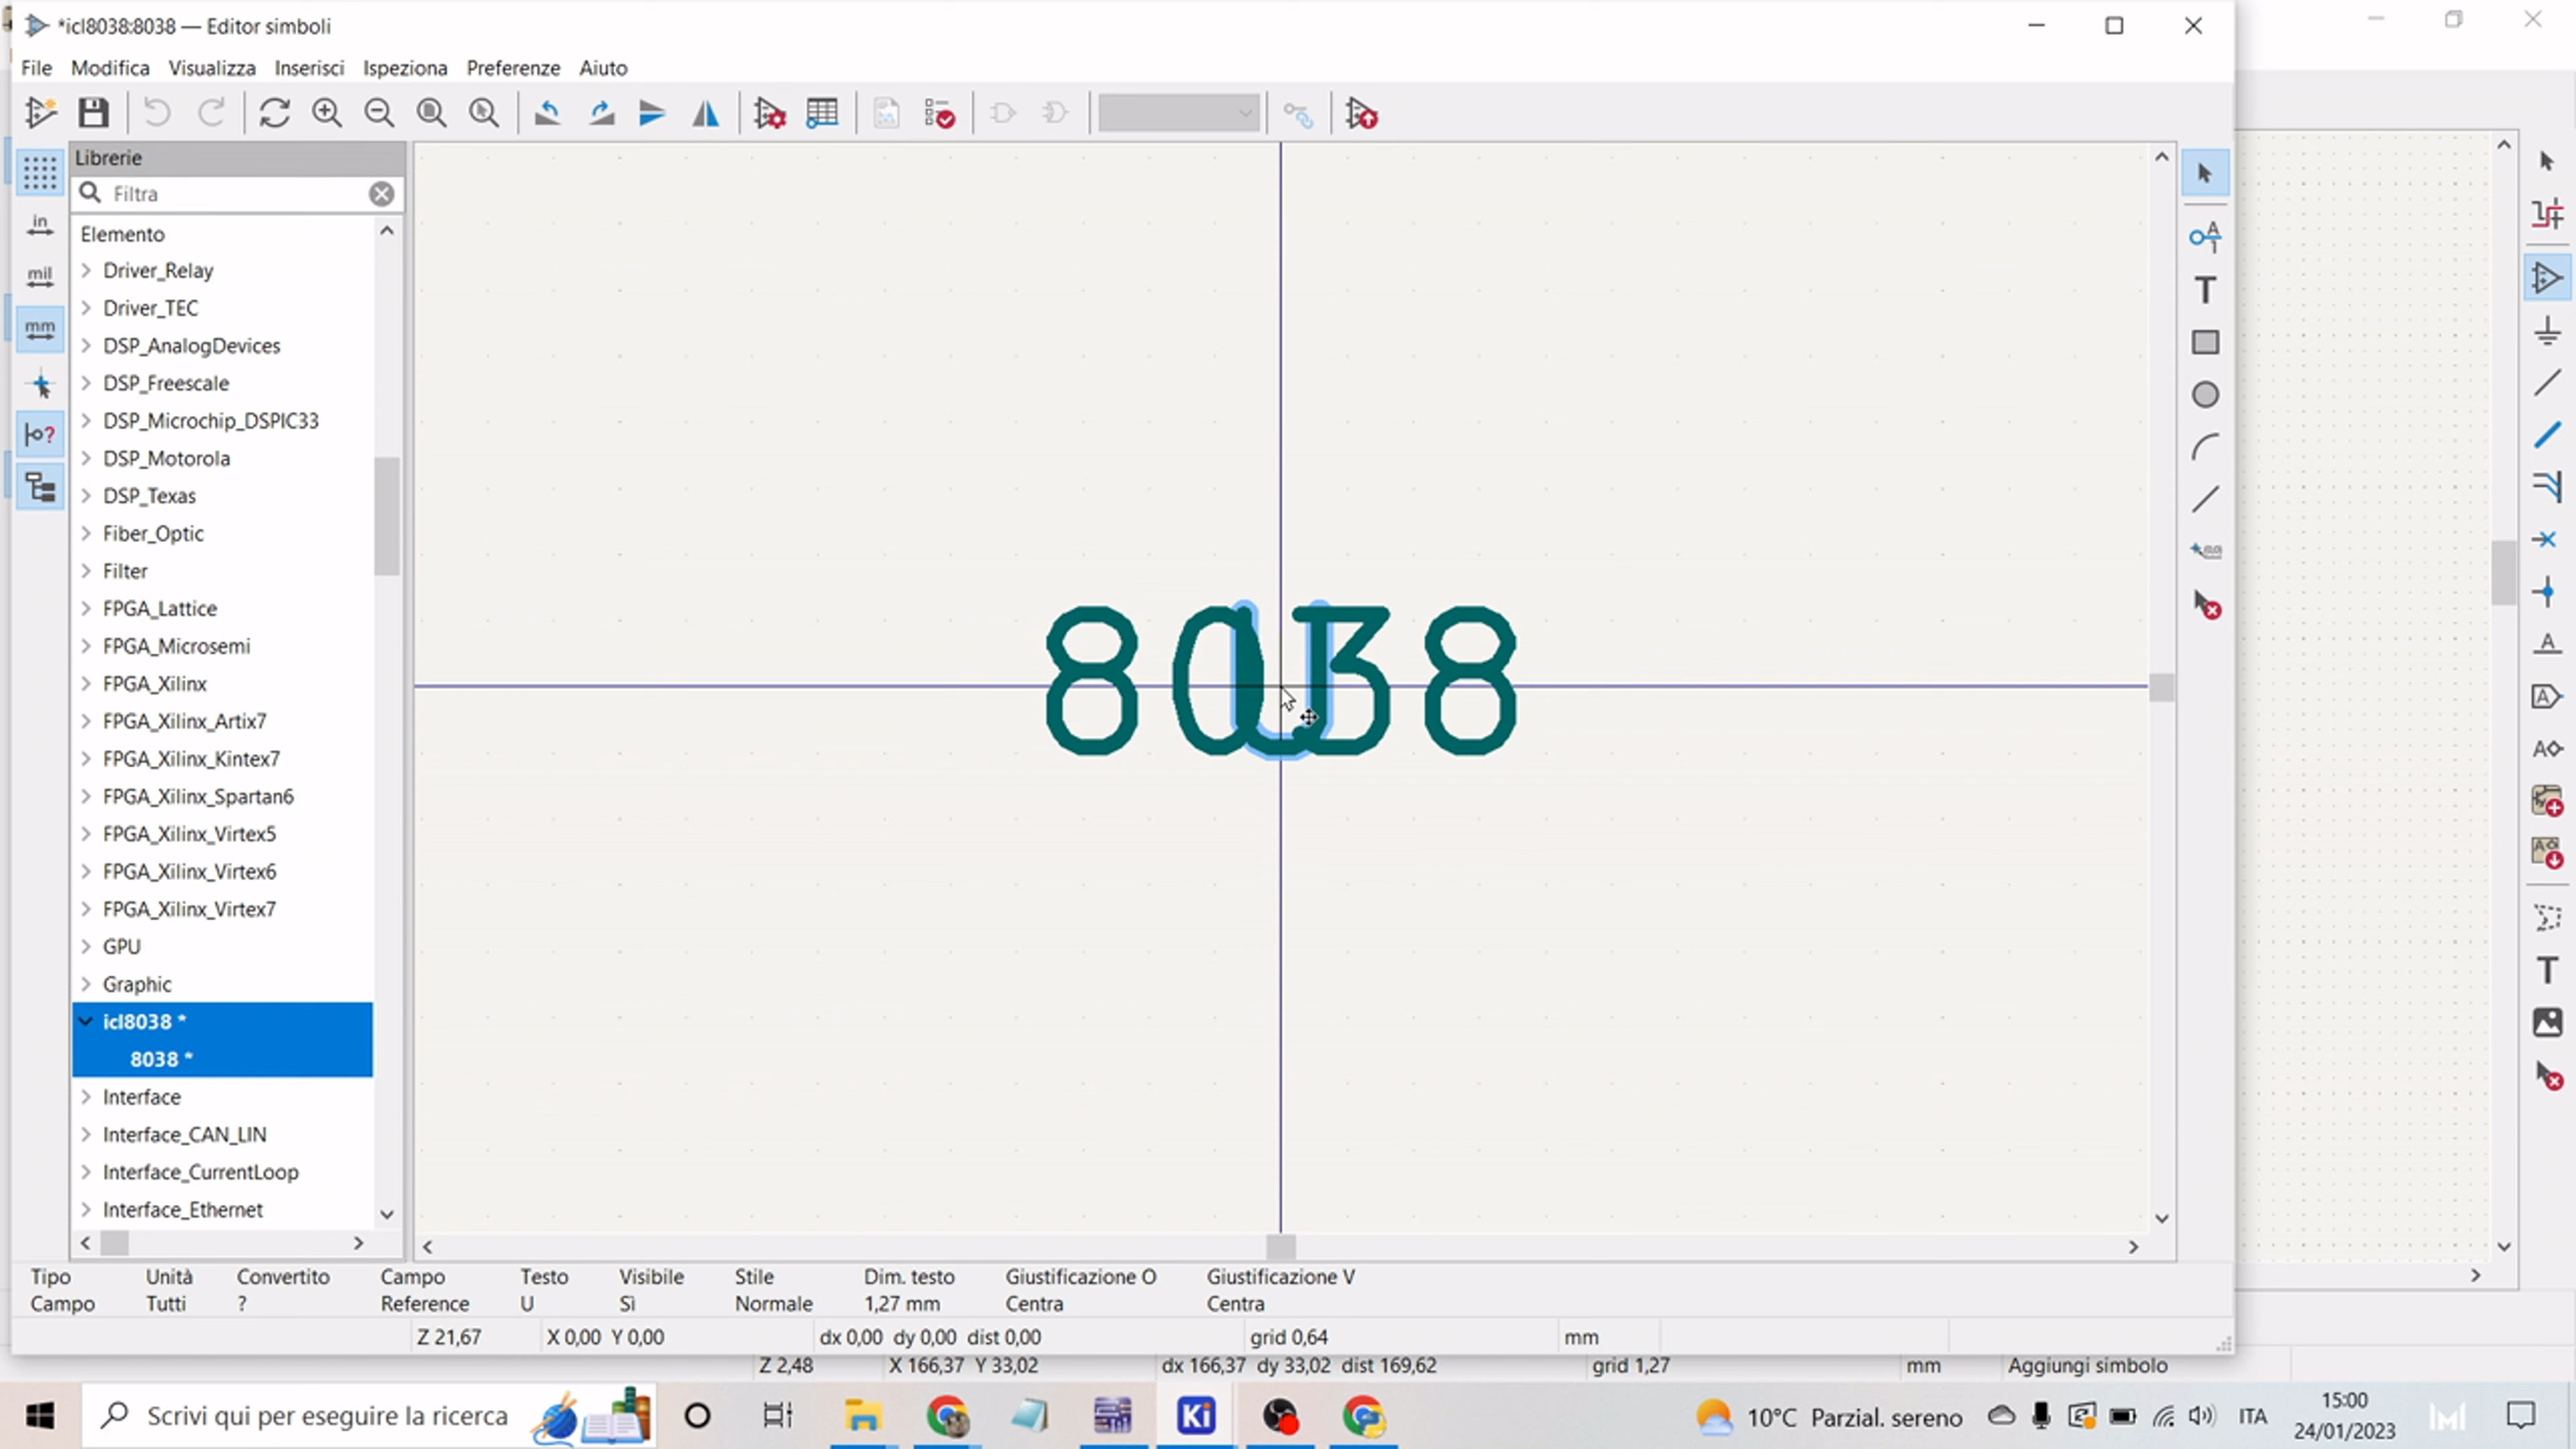 *icl8038:8038 — Editor simboli
File Modifica Visualizza Inserisci Ispeziona Preferenze Aiuto
Librerie
Filtra
in
mil
mm
Elemento
Driver_Relay
Driver_TEC
DSP_AnalogDevices
DSP_Freescale
DSP_Microchip_DSPIC33
DSP_Motorola
DSP_Texas
Fiber_Optic
Filter
FPGA_Lattice
FPGA_Microsemi
FPGA_Xilinx
FPGA_Xilinx_Artix7
FPGA_Xilinx_Kintex7
FPGA_Xilinx_Spartan6
FPGA_Xilinx_Virtex5
FPGA_Xilinx_Virtex6
FPGA_Xilinx_Virtex7
GPU
Graphic
icl8038 *
8038 *
Interface
Interface_CAN_LIN
Interface_CurrentLoop
Interface_Ethernet
8038
U
Tipo Unità Convertito Campo Testo Visibile Stile Dim. testo Giustificazione O Giustificazione V
Campo Tutti ? Reference U Sì Normale 1,27 mm Centra Centra
Z 21,67 X 0,00 Y 0,00 dx 0,00 dy 0,00 dist 0,00 grid 0,64 mm
Z 2,48 X 166,37 Y 33,02 dx 166,37 dy 33,02 dist 169,62 grid 1,27 mm Aggiungi simbolo
Scrivi qui per eseguire la ricerca
Ki
10°C Parzial. sereno
ITA
15:00
24/01/2023